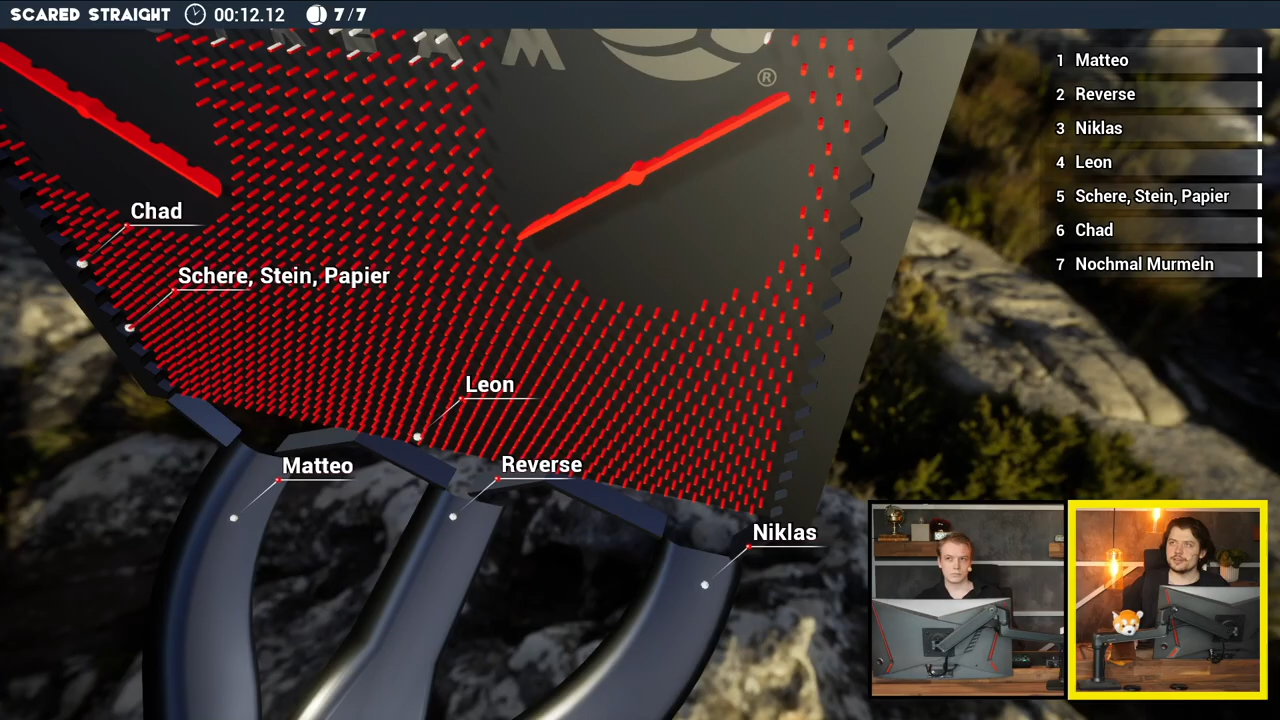 SCARED STRAIGHT 00:12.12 7/7
®
1 Matteo
2 Reverse
3 Niklas
4 Leon
5 Schere, Stein, Papier
6 Chad
7 Nochmal Murmeln
Chad
Schere, Stein, Papier
Leon
Matteo
Reverse
Niklas